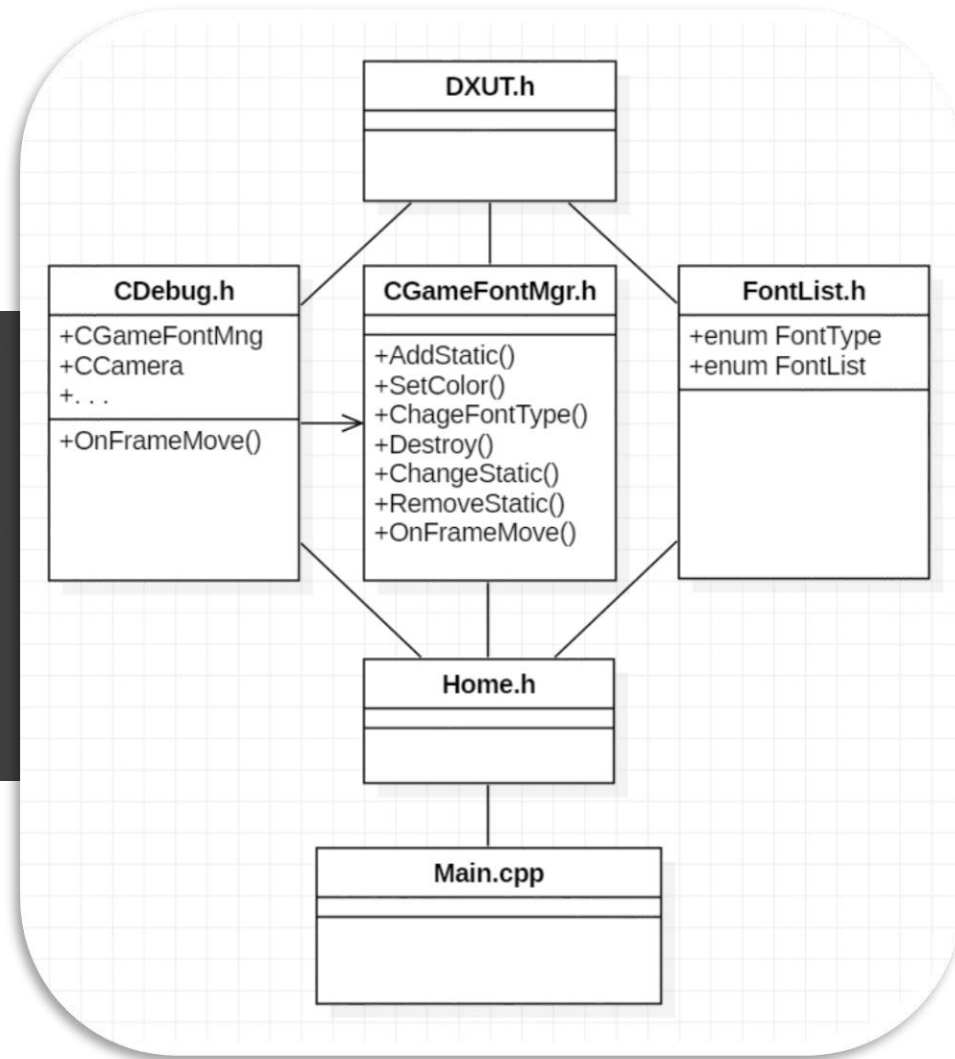 DXUT.h
CDebug.h
+CGameFontMng
+CCamera
+. . .
+OnFrameMove()
CGameFontMgr.h
+AddStatic()
+SetColor()
+ChageFontType()
+Destroy()
+ChangeStatic()
+RemoveStatic()
+OnFrameMove()
FontList.h
+enum FontType
+enum FontList
Home.h
Main.cpp